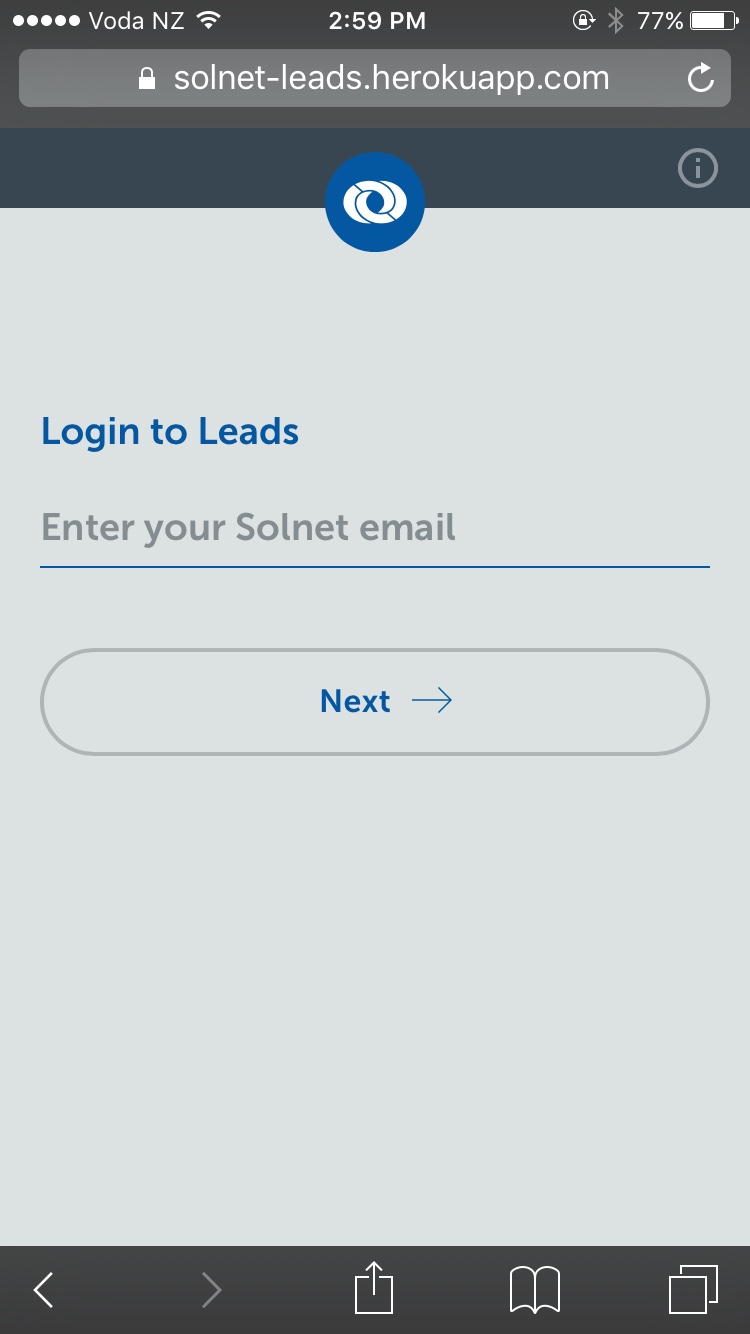 Voda NZ 2:59 PM 77%
solnet-leads.herokuapp.com
Login to Leads
Enter your Solnet email
Next